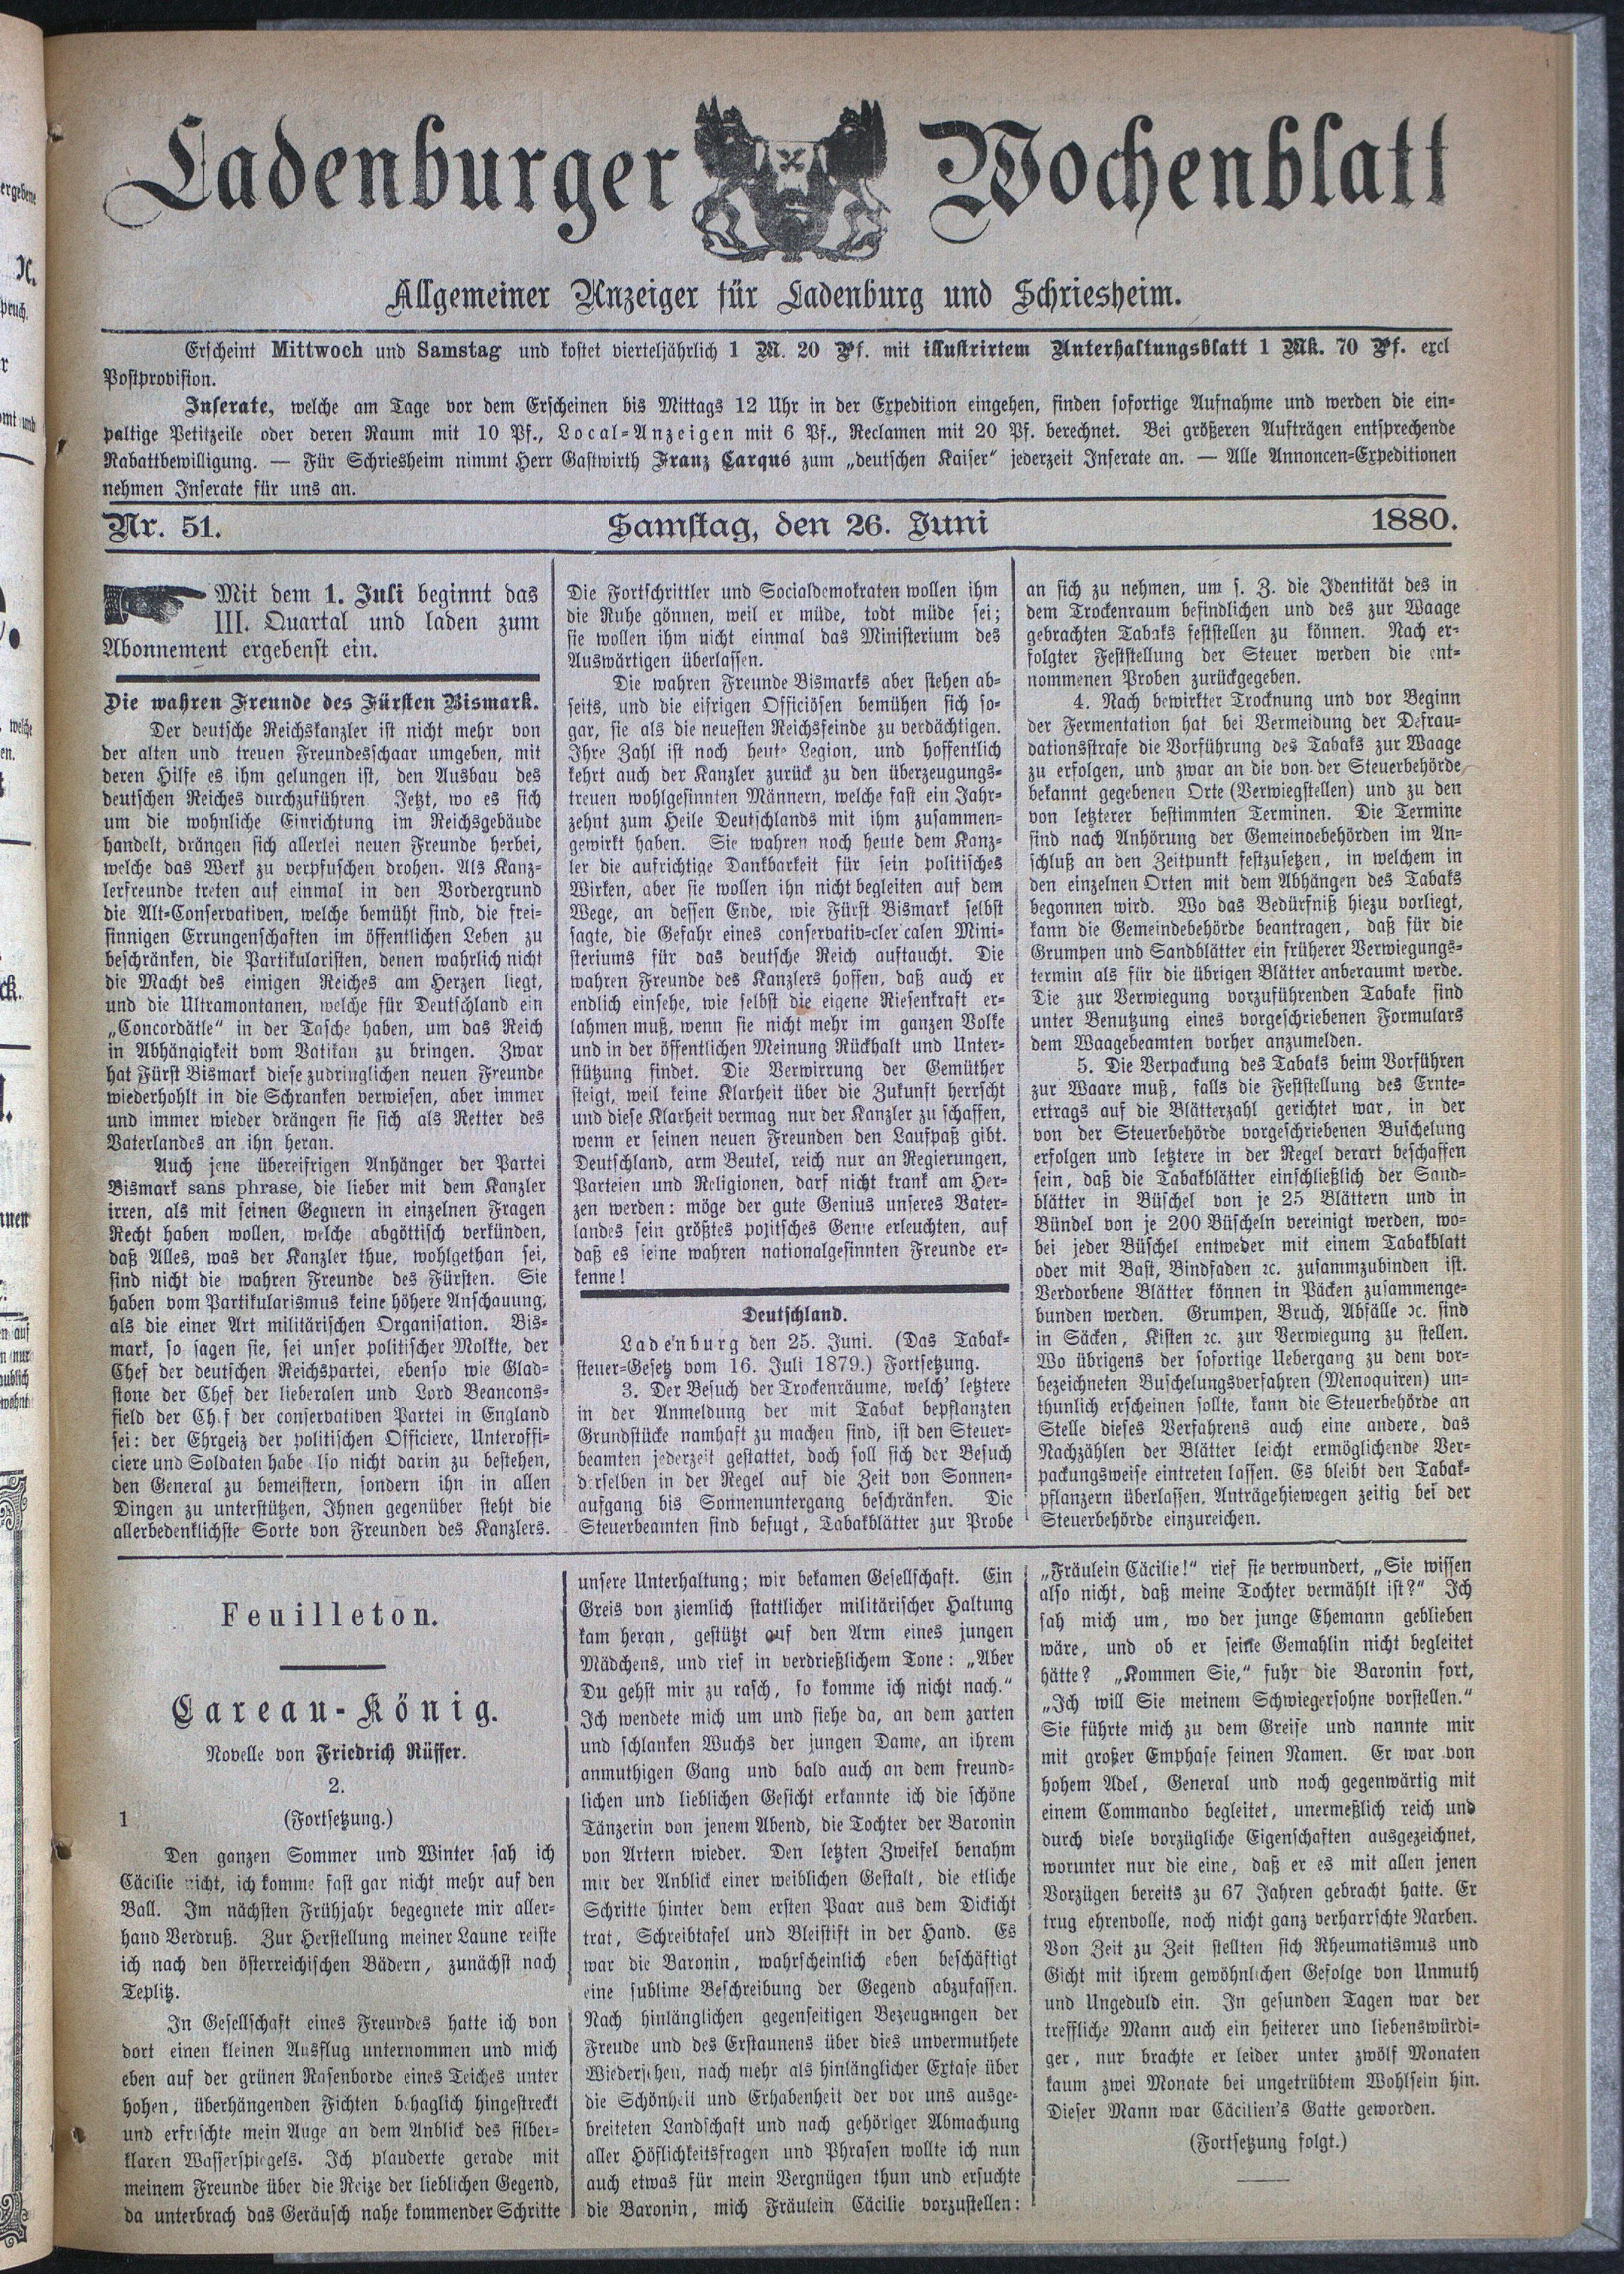 Ladenburger Wochenblatt
Allgemeiner Anzeiger für Ladenburg und Schriesheim.
Erscheint Mittwoch und Samstag und kostet vierteljährlich 1 M. 20 Pf. mit illustrirtem Unterhaltungsblatt 1 Mk. 70 Pf. excl
Postprovision.
Inserate, welche am Tage vor dem Erscheinen bis Mittags 12 Uhr in der Expedition eingehen, finden sofortige Aufnahme und werden die ein-
paltige Petitzeile oder deren Raum mit 10 Pf., Local-Anzeigen mit 6 Pf., Reclamen mit 20 Pf. berechnet. Bei größeren Aufträgen entsprechende
Rabattbewilligung. — Für Schriesheim nimmt Herr Gastwirth Franz Carqué zum „deutschen Kaiser“ jederzeit Inserate an. — Alle Annoncen-Expeditionen
nehmen Inserate für uns an.
Nr. 51. Samstag, den 26. Juni 1880.
Mit dem 1. Juli beginnt das
III. Quartal und laden zum
Abonnement ergebenst ein.
Die wahren Freunde des Fürsten Bismark.
Der deutsche Reichskanzler ist nicht mehr von
der alten und treuen Freundesschaar umgeben, mit
deren Hilfe es ihm gelungen ist, den Ausbau des
deutschen Reiches durchzuführen Jetzt, wo es sich
um die wohnliche Einrichtung im Reichsgebäude
handelt, drängen sich allerlei neuen Freunde herbei,
welche das Werk zu verpfuschen drohen. Als Kanz-
lerfreunde treten auf einmal in den Vordergrund
die Alt-Conservativen, welche bemüht sind, die frei-
sinnigen Errungenschaften im öffentlichen Leben zu
beschränken, die Partikularisten, denen wahrlich nicht
die Macht des einigen Reiches am Herzen liegt,
und die Ultramontanen, welche für Deutschland ein
„Concordätle“ in der Tasche haben, um das Reich
in Abhängigkeit vom Vatikan zu bringen. Zwar
hat Fürst Bismark diese zudringlichen neuen Freunde
wiederhohlt in die Schranken verwiesen, aber immer
und immer wieder drängen sie sich als Retter des
Vaterlandes an ihn heran.
Auch jene übereifrigen Anhänger der Partei
Bismark sans phrase, die lieber mit dem Kanzler
irren, als mit seinen Gegnern in einzelnen Fragen
Recht haben wollen, welche abgöttisch verkünden,
daß Alles, was der Kanzler thue, wohlgethan sei,
sind nicht die wahren Freunde des Fürsten. Sie
haben vom Partikularismus keine höhere Anschauung,
als die einer Art militärischen Organisation. Bis-
mark, so sagen sie, sei unser politischer Moltke, der
Chef der deutschen Reichspartei, ebenso wie Glad-
stone der Chef der lieberalen und Lord Beacons-
field der Ch.f der conservativen Partei in England
sei: der Ehrgeiz der politischen Officiere, Unteroffi-
ciere und Soldaten habe lso nicht darin zu bestehen,
den General zu bemeistern, sondern ihn in allen
Dingen zu unterstützen, Ihnen gegenüber steht die
allerbedenklichste Sorte von Freunden des Kanzlers.
Die Fortschrittler und Socialdemokraten wollen ihm
die Ruhe gönnen, weil er müde, todt müde sei;
sie wollen ihm nicht einmal das Ministerium des
Auswärtigen überlassen.
Die wahren Freunde Bismarks aber stehen ab-
seits, und die eifrigen Officiösen bemühen sich so-
gar, sie als die neuesten Reichsfeinde zu verdächtigen.
Ihre Zahl ist noch heute Legion, und hoffentlich
kehrt auch der Kanzler zurück zu den überzeugungs-
treuen wohlgesinnten Männern, welche fast ein Jahr-
zehnt zum Heile Deutschlands mit ihm zusammen-
gewirkt haben. Sie wahren noch heute dem Kanz-
ler die aufrichtige Dankbarkeit für sein politisches
Wirken, aber sie wollen ihn nicht begleiten auf dem
Wege, an dessen Ende, wie Fürst Bismark selbst
sagte, die Gefahr eines conservativ-clericalen Mini-
steriums für das deutsche Reich auftaucht. Die
wahren Freunde des Kanzlers hoffen, daß auch er
endlich einsehe, wie selbst die eigene Riesenkraft er-
lahmen muß, wenn sie nicht mehr im ganzen Volke
und in der öffentlichen Meinung Rückhalt und Unter-
stützung findet. Die Verwirrung der Gemüther
steigt, weil keine Klarheit über die Zukunft herrscht
und diese Klarheit vermag nur der Kanzler zu schaffen,
wenn er seinen neuen Freunden den Laufpaß gibt.
Deutschland, arm Beutel, reich nur an Regierungen,
Parteien und Religionen, darf nicht krank am Her-
zen werden: möge der gute Genius unseres Vater-
landes sein größtes pojitsches Genie erleuchten, auf
daß es seine wahren nationalgesinnten Freunde er-
kenne!
Deutschland.
Ladenburg den 25. Juni. (Das Tabak-
steuer-Gesetz vom 16. Juli 1879.) Fortsetzung.
3. Der Besuch der Trockenräume, welch' letztere
in der Anmeldung der mit Tabak bepflanzten
Grundstücke namhaft zu machen sind, ist den Steuer-
beamten jederzeit gestattet, doch soll sich der Besuch
derselben in der Regel auf die Zeit von Sonnen-
aufgang bis Sonnenuntergang beschränken. Die
Steuerbeamten sind befugt, Tabakblätter zur Probe
an sich zu nehmen, um s. Z. die Identität des in
dem Trockenraum befindlichen und des zur Waage
gebrachten Tabaks feststellen zu können. Nach er-
folgter Feststellung der Steuer werden die ent-
nommenen Proben zurückgegeben.
4. Nach bewirkter Trocknung und vor Beginn
der Fermentation hat bei Vermeidung der Defrau-
dationsstrafe die Vorführung des Tabaks zur Waage
zu erfolgen, und zwar an die von der Steuerbehörde
bekannt gegebenen Orte (Verwiegstellen) und zu den
von letzterer bestimmten Terminen. Die Termine
sind nach Anhörung der Gemeindebehörden im An-
schluß an den Zeitpunkt festzusetzen, in welchem in
den einzelnen Orten mit dem Abhängen des Tabaks
begonnen wird. Wo das Bedürfniß hiezu vorliegt,
kann die Gemeindebehörde beantragen, daß für die
Grumpen und Sandblätter ein früherer Verwiegungs-
termin als für die übrigen Blätter anberaumt werde.
Die zur Verwiegung vorzuführenden Tabake sind
unter Benutzung eines vorgeschriebenen Formulars
dem Waagebeamten vorher anzumelden.
5. Die Verpackung des Tabaks beim Vorführen
zur Waare muß, falls die Feststellung des Ernte-
ertrags auf die Blätterzahl gerichtet war, in der
von der Steuerbehörde vorgeschriebenen Buschelung
erfolgen und letztere in der Regel derart beschaffen
sein, daß die Tabakblätter einschließlich der Sand-
blätter in Büschel von je 25 Blättern und in
Bündel von je 200 Büscheln vereinigt werden, wo-
bei jeder Büschel entweder mit einem Tabakblatt
oder mit Bast, Bindfaden ꝛc. zusammzubinden ist.
Verdorbene Blätter können in Päcken zusammenge-
bunden werden. Grumpen, Bruch, Abfälle ꝛc. sind
in Säcken, Kisten ꝛc. zur Verwiegung zu stellen.
Wo übrigens der sofortige Uebergang zu dem vor-
bezeichneten Buschelungsverfahren (Menoquiren) un-
thunlich erscheinen sollte, kann die Steuerbehörde an
Stelle dieses Verfahrens auch eine andere, das
Nachzählen der Blätter leicht ermöglichende Ver-
packungsweise eintreten lassen. Es bleibt den Tabak-
pflanzern überlassen, Anträgehiewegen zeitig bei der
Steuerbehörde einzureichen.
Feuilleton.
Careau-König.
Novelle von Friedrich Rüffer.
2.
1 (Fortsetzung.)
Den ganzen Sommer und Winter sah ich
Cäcilie nicht, ich komme fast gar nicht mehr auf den
Ball. Im nächsten Frühjahr begegnete mir aller-
hand Verdruß. Zur Herstellung meiner Laune reiste
ich nach den österreichischen Bädern, zunächst nach
Teplitz.
In Gesellschaft eines Freundes hatte ich von
dort einen kleinen Ausflug unternommen und mich
eben auf der grünen Rasenborde eines Teiches unter
hohen, überhängenden Fichten behaglich hingestreckt
und erfrischte mein Auge an dem Anblick des silber-
klaren Wasserspiegels. Ich plauderte gerade mit
meinem Freunde über die Reize der lieblichen Gegend,
da unterbrach das Geräusch nahe kommender Schritte
unsere Unterhaltung; wir bekamen Gesellschaft. Ein
Greis von ziemlich stattlicher militärischer Haltung
kam heran, gestützt auf den Arm eines jungen
Mädchens, und rief in verdrießlichem Tone: „Aber
Du gehst mir zu rasch, so komme ich nicht nach.“
Ich wendete mich um und siehe da, an dem zarten
und schlanken Wuchs der jungen Dame, an ihrem
anmuthigen Gang und bald auch an dem freund-
lichen und lieblichen Gesicht erkannte ich die schöne
Tänzerin von jenem Abend, die Tochter der Baronin
von Artern wieder. Den letzten Zweifel benahm
mir der Anblick einer weiblichen Gestalt, die etliche
Schritte hinter dem ersten Paar aus dem Dickicht
trat, Schreibtafel und Bleistift in der Hand. Es
war die Baronin, wahrscheinlich eben beschäftigt
eine sublime Beschreibung der Gegend abzufassen.
Nach hinlänglichen gegenseitigen Bezeugungen der
Freude und des Erstaunens über dies unvermuthete
Wiedersehen, nach mehr als hinlänglicher Extase über
die Schönheit und Erhabenheit der vor uns ausge-
breiteten Landschaft und nach gehöriger Abmachung
aller Höflichkeitsfragen und Phrasen wollte ich nun
auch etwas für mein Vergnügen thun und ersuchte
die Baronin, mich Fräulein Cäcilie vorzustellen:
„Fräulein Cäcilie!“ rief sie verwundert, „Sie wissen
also nicht, daß meine Tochter vermählt ist?“ Ich
sah mich um, wo der junge Ehemann geblieben
wäre, und ob er seine Gemahlin nicht begleitet
hätte? „Kommen Sie,“ fuhr die Baronin fort,
„Ich will Sie meinem Schwiegersohne vorstellen.“
Sie führte mich zu dem Greise und nannte mir
mit großer Emphase seinen Namen. Er war von
hohem Adel, General und noch gegenwärtig mit
einem Commando begleitet, unermeßlich reich und
durch viele vorzügliche Eigenschaften ausgezeichnet,
worunter nur die eine, daß er es mit allen jenen
Vorzügen bereits zu 67 Jahren gebracht hatte. Er
trug ehrenvolle, noch nicht ganz verharrschte Narben.
Von Zeit zu Zeit stellten sich Rheumatismus und
Gicht mit ihrem gewöhnlichen Gefolge von Unmuth
und Ungeduld ein. In gesunden Tagen war der
treffliche Mann auch ein heiterer und liebenswürdi-
ger, nur brachte er leider unter zwölf Monaten
kaum zwei Monate bei ungetrübtem Wohlsein hin.
Dieser Mann war Cäcilien's Gatte geworden.
(Fortsetzung folgt.)